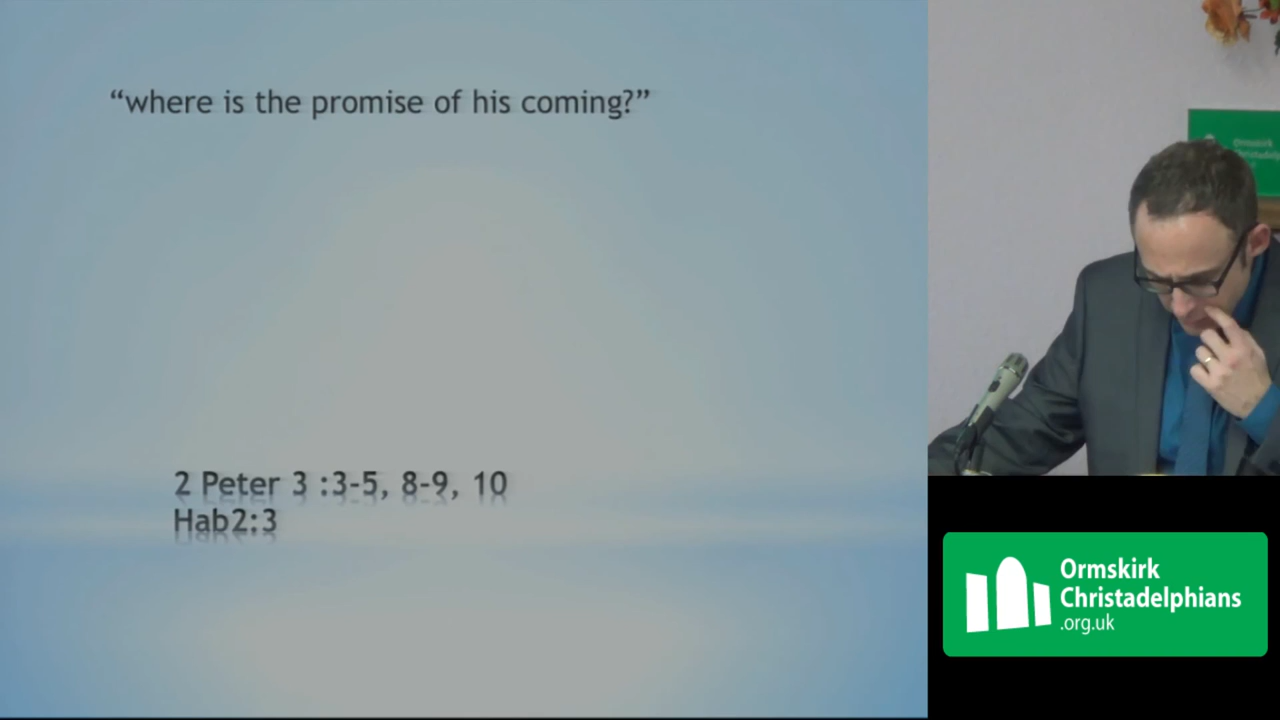 “where is the promise of his coming?”
2 Peter 3 :3-5, 8-9, 10
Hab2:3
Ormskirk
Christadelphians
.org.uk